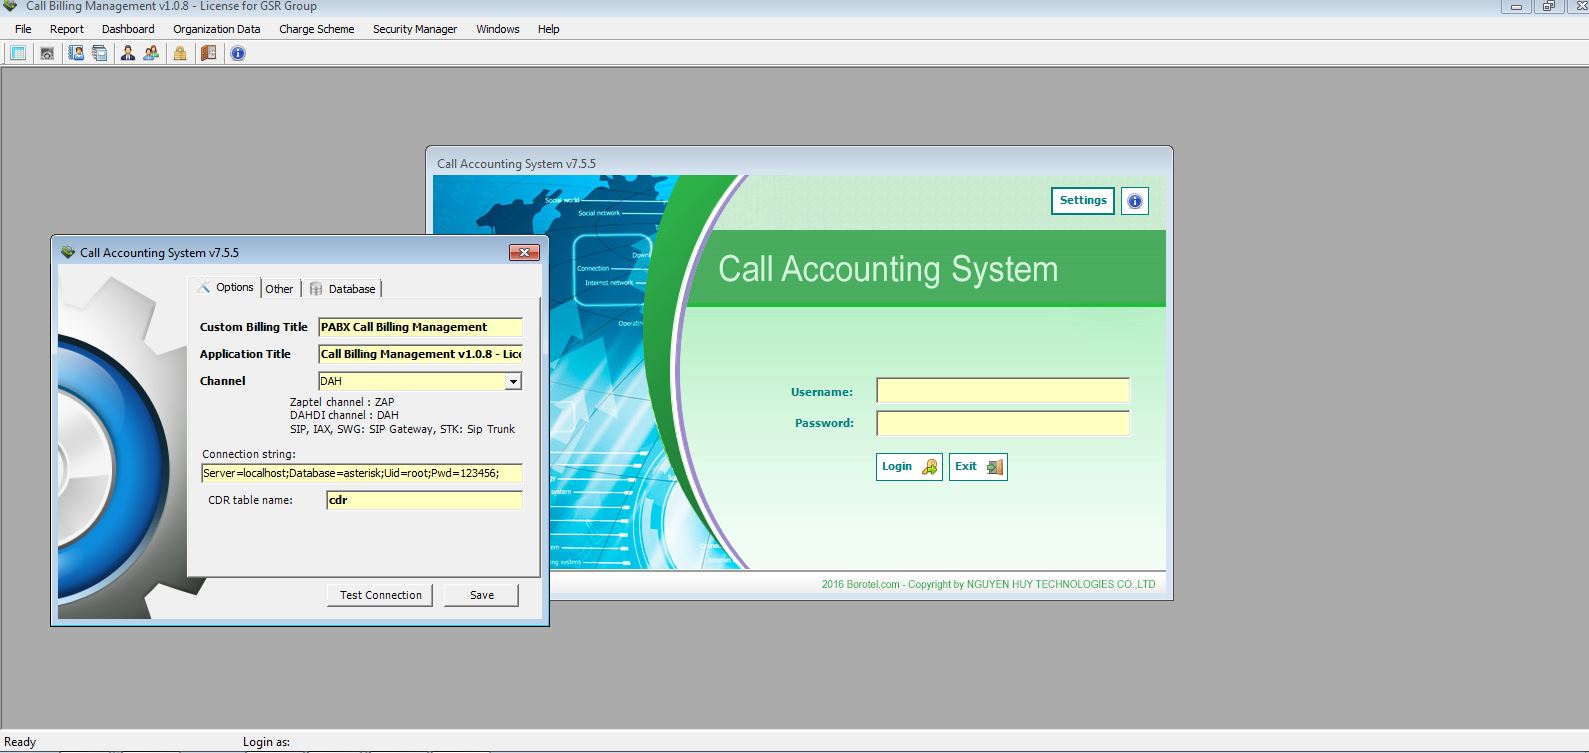 Call Billing Management v1.0.8 - License for GSR Group
File Report Dashboard Organization Data Charge Scheme Security Manager Windows Help
Call Accounting System v7.5.5
Social world
Social network
Connection
Internet network
Settings
Call Accounting System
Username:
Password:
Login Exit
system
2016 Borotel.com - Copyright by NGUYEN HUY TECHNOLOGIES CO.,LTD
Call Accounting System v7.5.5
Options Other Database
Custom Billing Title PABX Call Billing Management
Application Title Call Billing Management v1.0.8 - Lice
Channel DAH
Zaptel channel : ZAP
DAHDI channel : DAH
SIP, IAX, SWG: SIP Gateway, STK: Sip Trunk
Connection string:
Server=localhost;Database=asterisk;Uid=root;Pwd=123456;
CDR table name: cdr
Test Connection Save
Ready Login as: